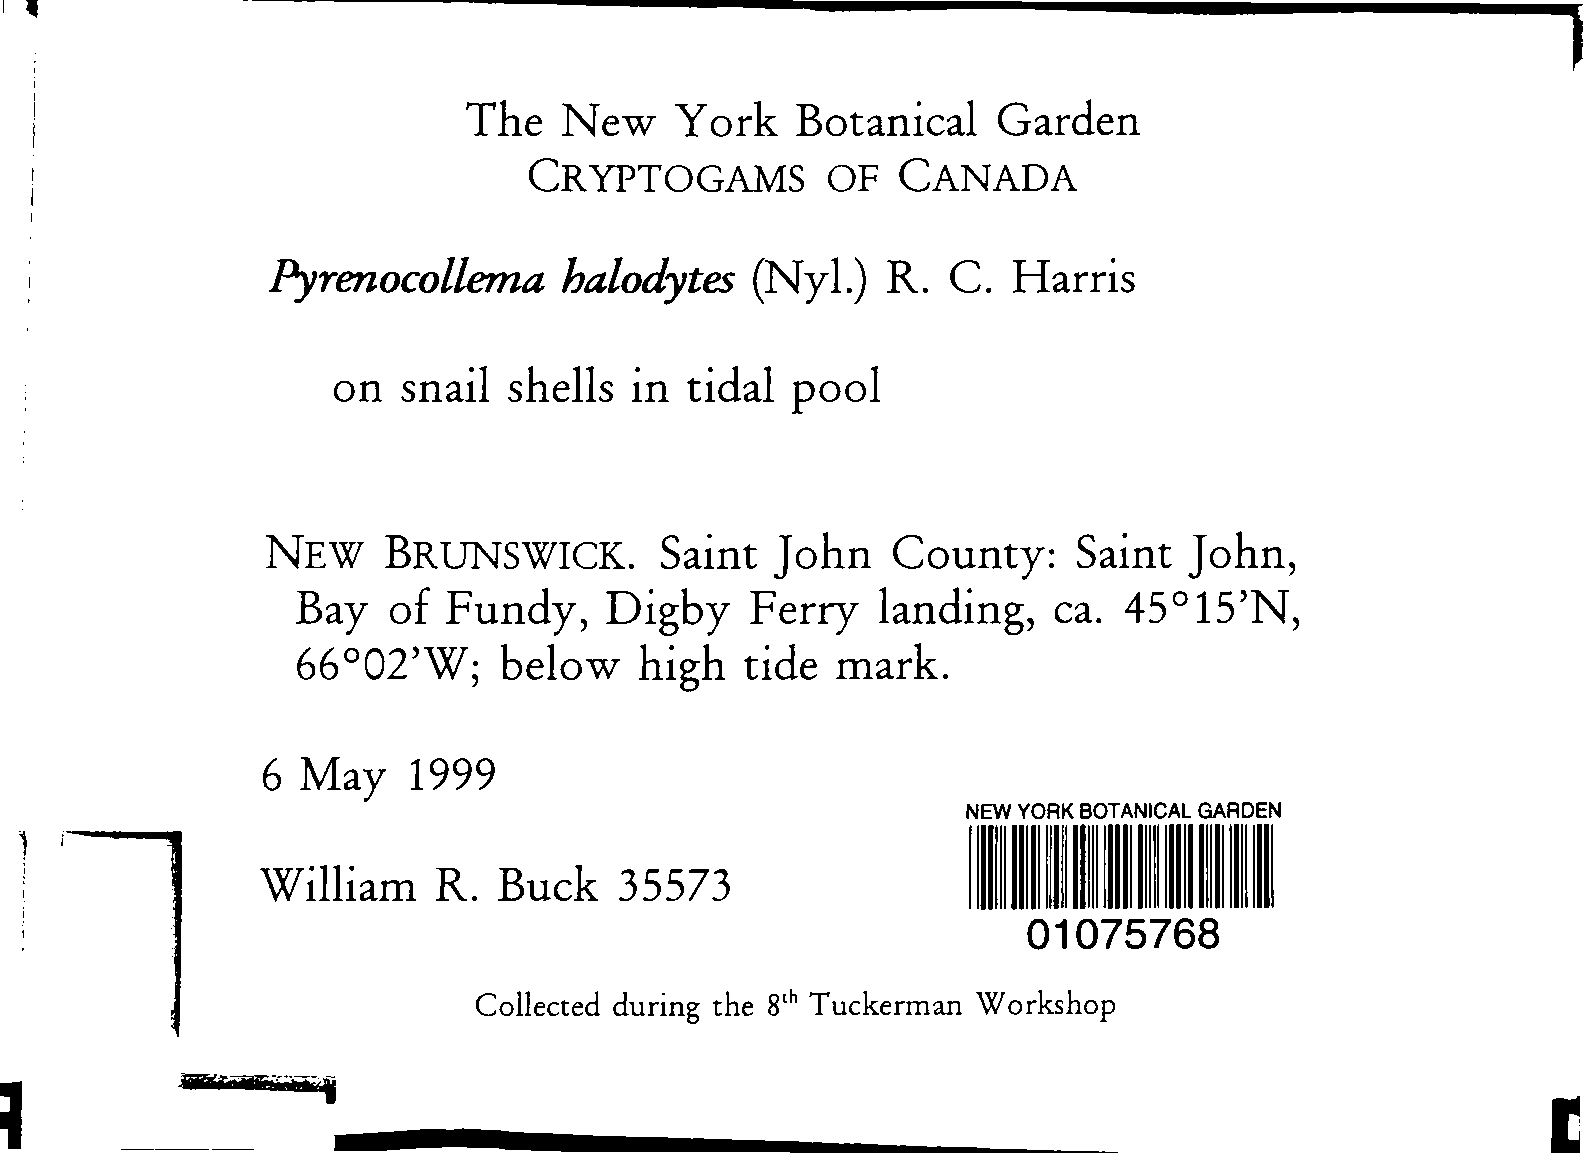 The New York Botanical Garden
CRYPTOGAMS OF CANADA
Pyrenocollema halodytes (Nyl.) R. C. Harris
on snail shells in tidal pool
NEW BRUNSWICK. Saint John County: Saint John,
Bay of Fundy, Digby Ferry landing, ca. 45°15’N,
66°02’W; below high tide mark.
6 May 1999
NEW YORK BOTANICAL GARDEN
William R. Buck 35573
01075768
Collected during the 8th Tuckerman Workshop